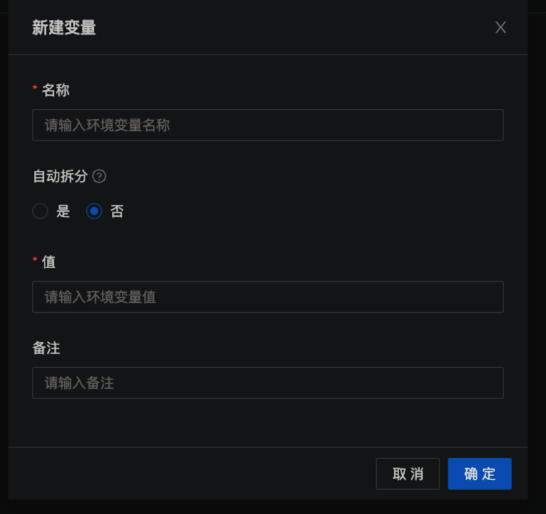 新建变量
* 名称
请输入环境变量名称
自动拆分
是 否
* 值
请输入环境变量值
备注
请输入备注
取消 确定